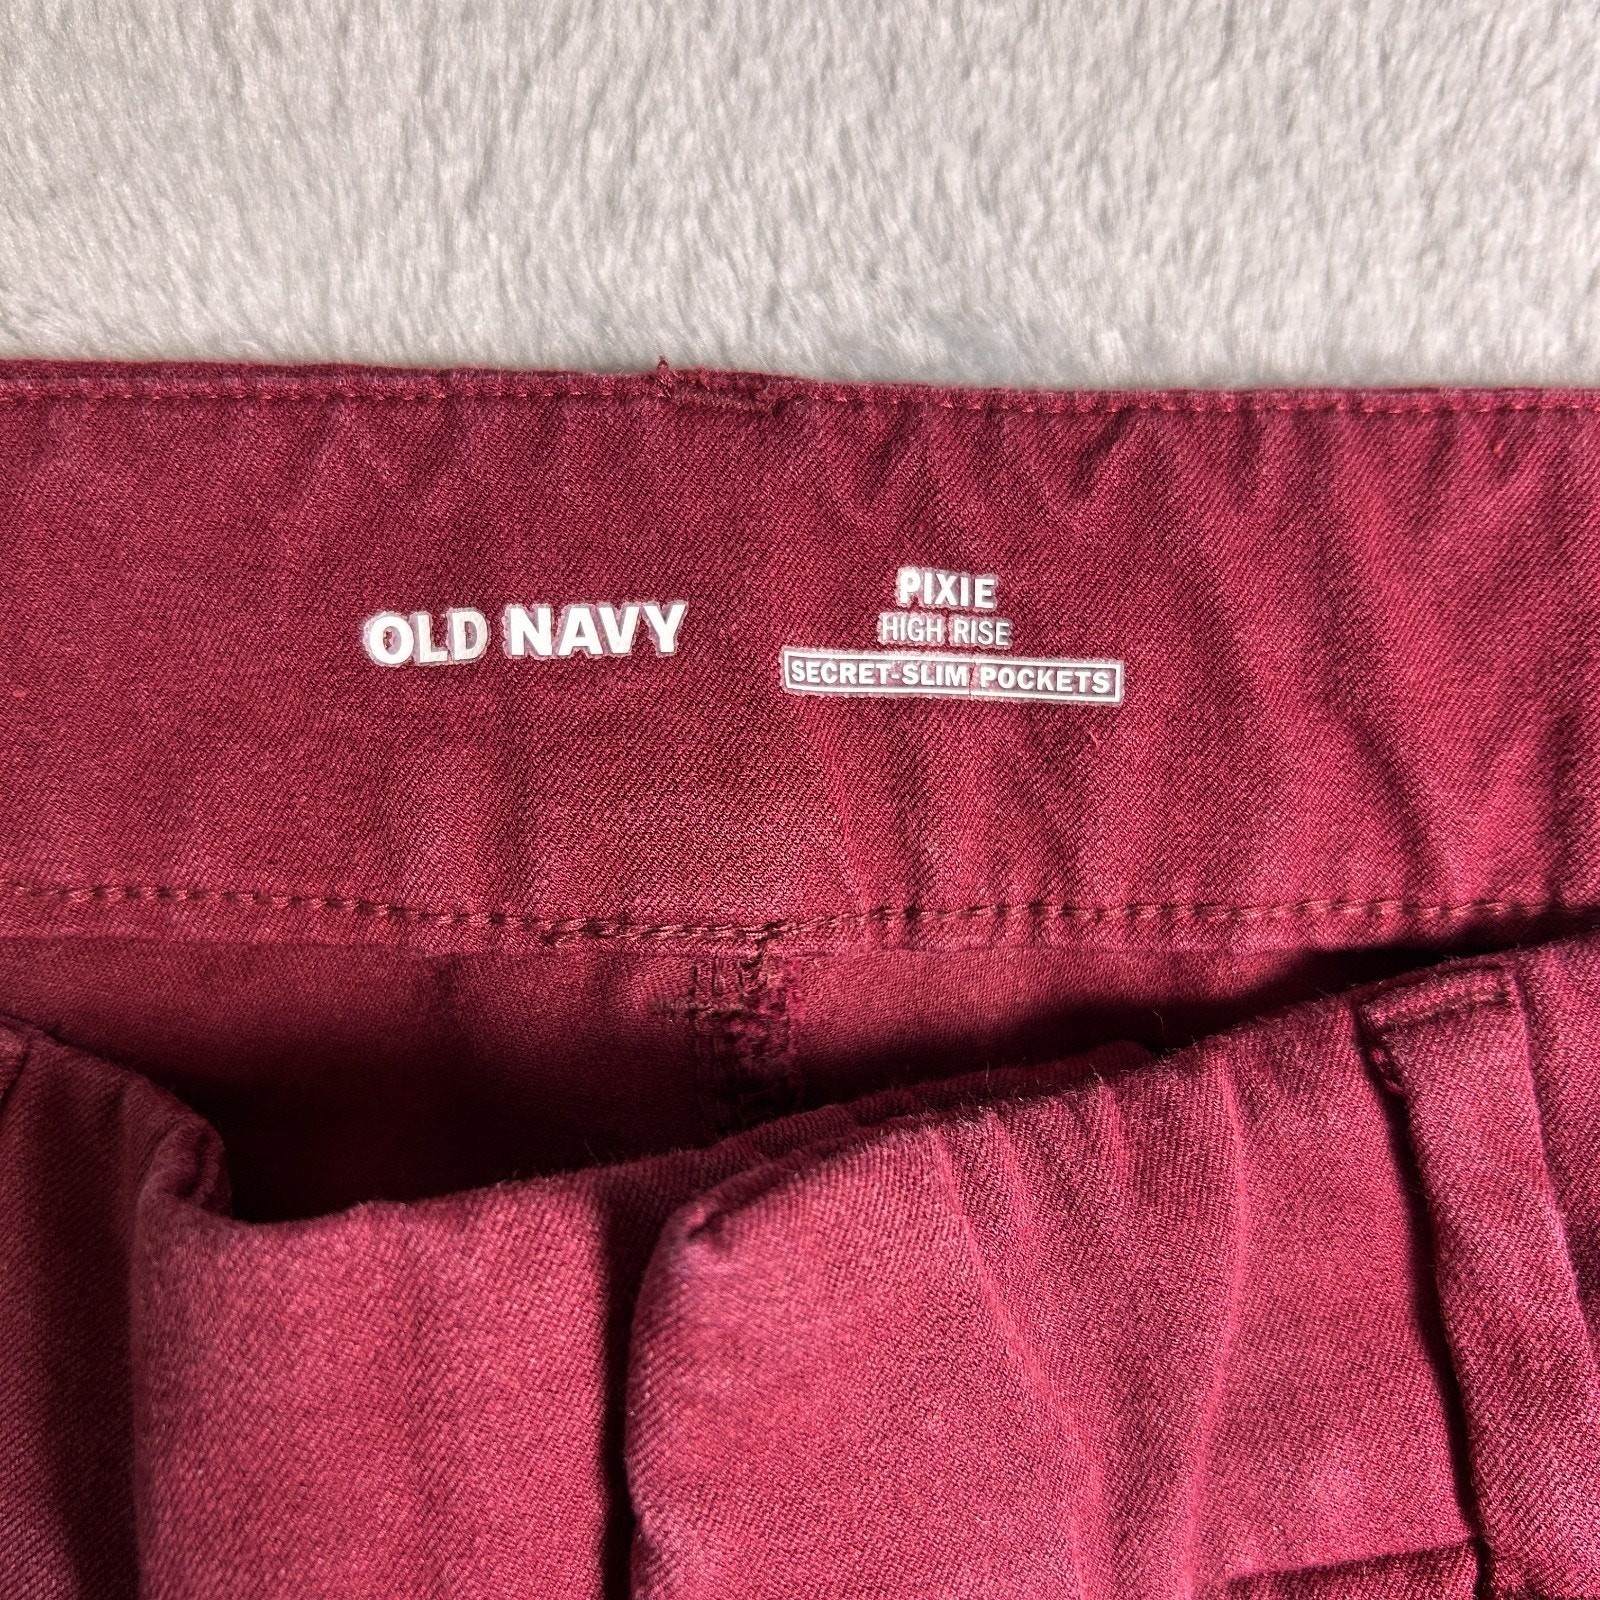 OLD NAVY
PIXIE
HIGH RISE
SECRET-SLIM POCKETS